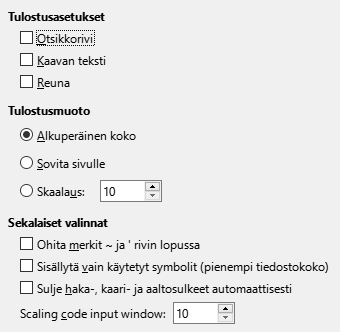 Tulostusasetukset
Otsikkorivi
Kaavan teksti
Reuna
Tulostusmuoto
Alkuperäinen koko
Sovita sivulle
Skaalaus: 10
Sekalaiset valinnat
Ohita merkit ~ ja ' rivin lopussa
Sisällytä vain käytetyt symbolit (pienempi tiedostokoko)
Sulje haka-, kaari- ja aaltosulkeet automaattisesti
Scaling code input window: 10